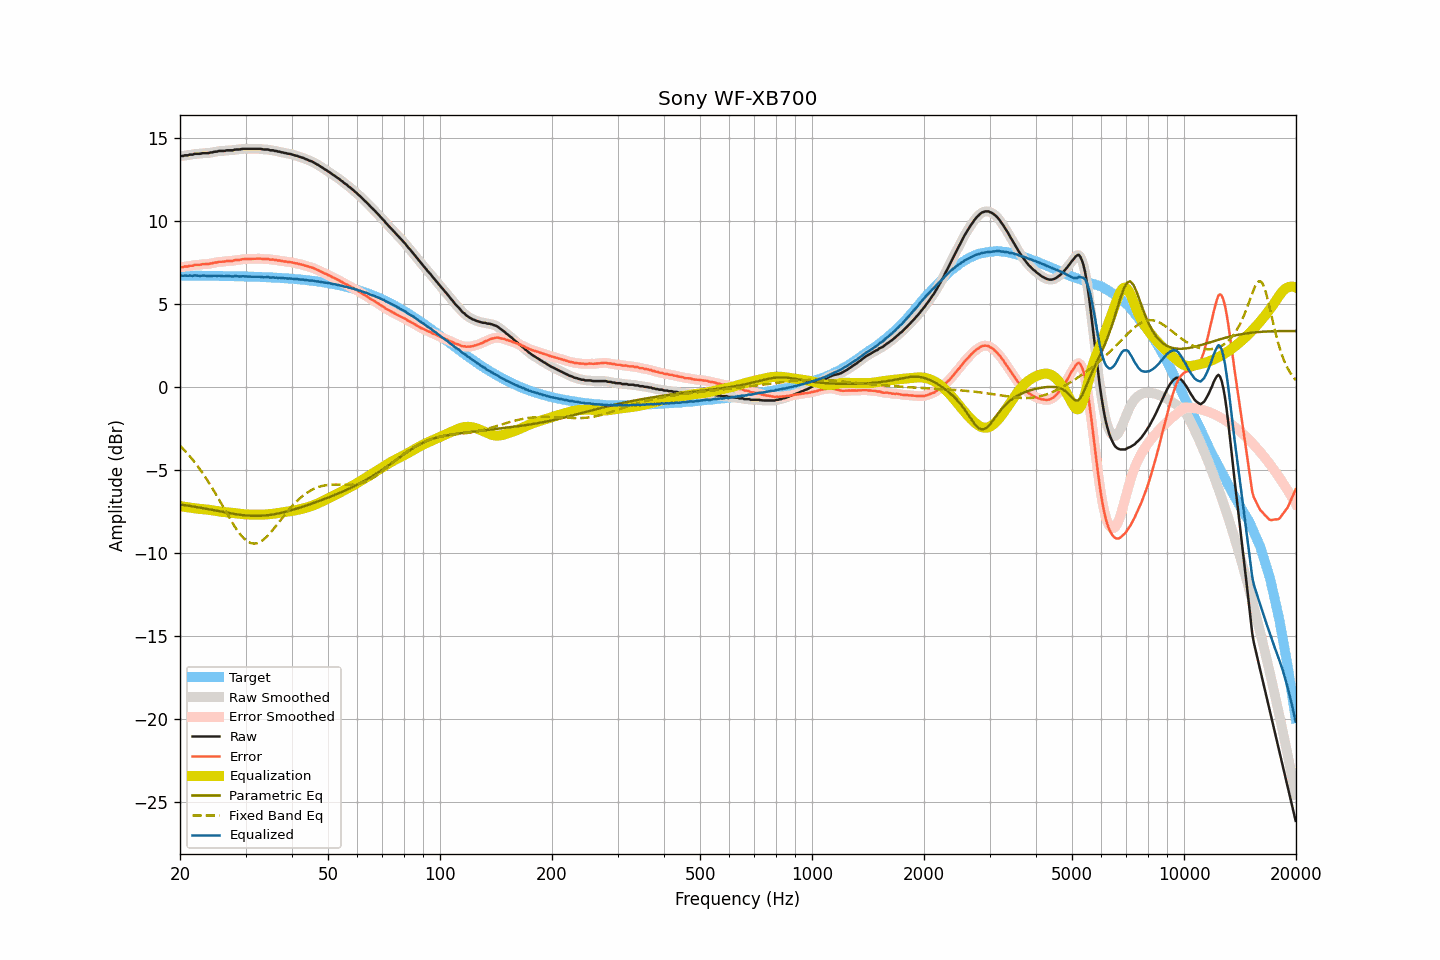 Sony WF-XB700
Amplitude (dBr)
15
10
5
0
−5
−10
−15
−20
−25
Target
Raw Smoothed
Error Smoothed
Raw
Error
Equalization
Parametric Eq
Fixed Band Eq
Equalized
20 50 100 200 500 1000 2000 5000 10000 20000
Frequency (Hz)